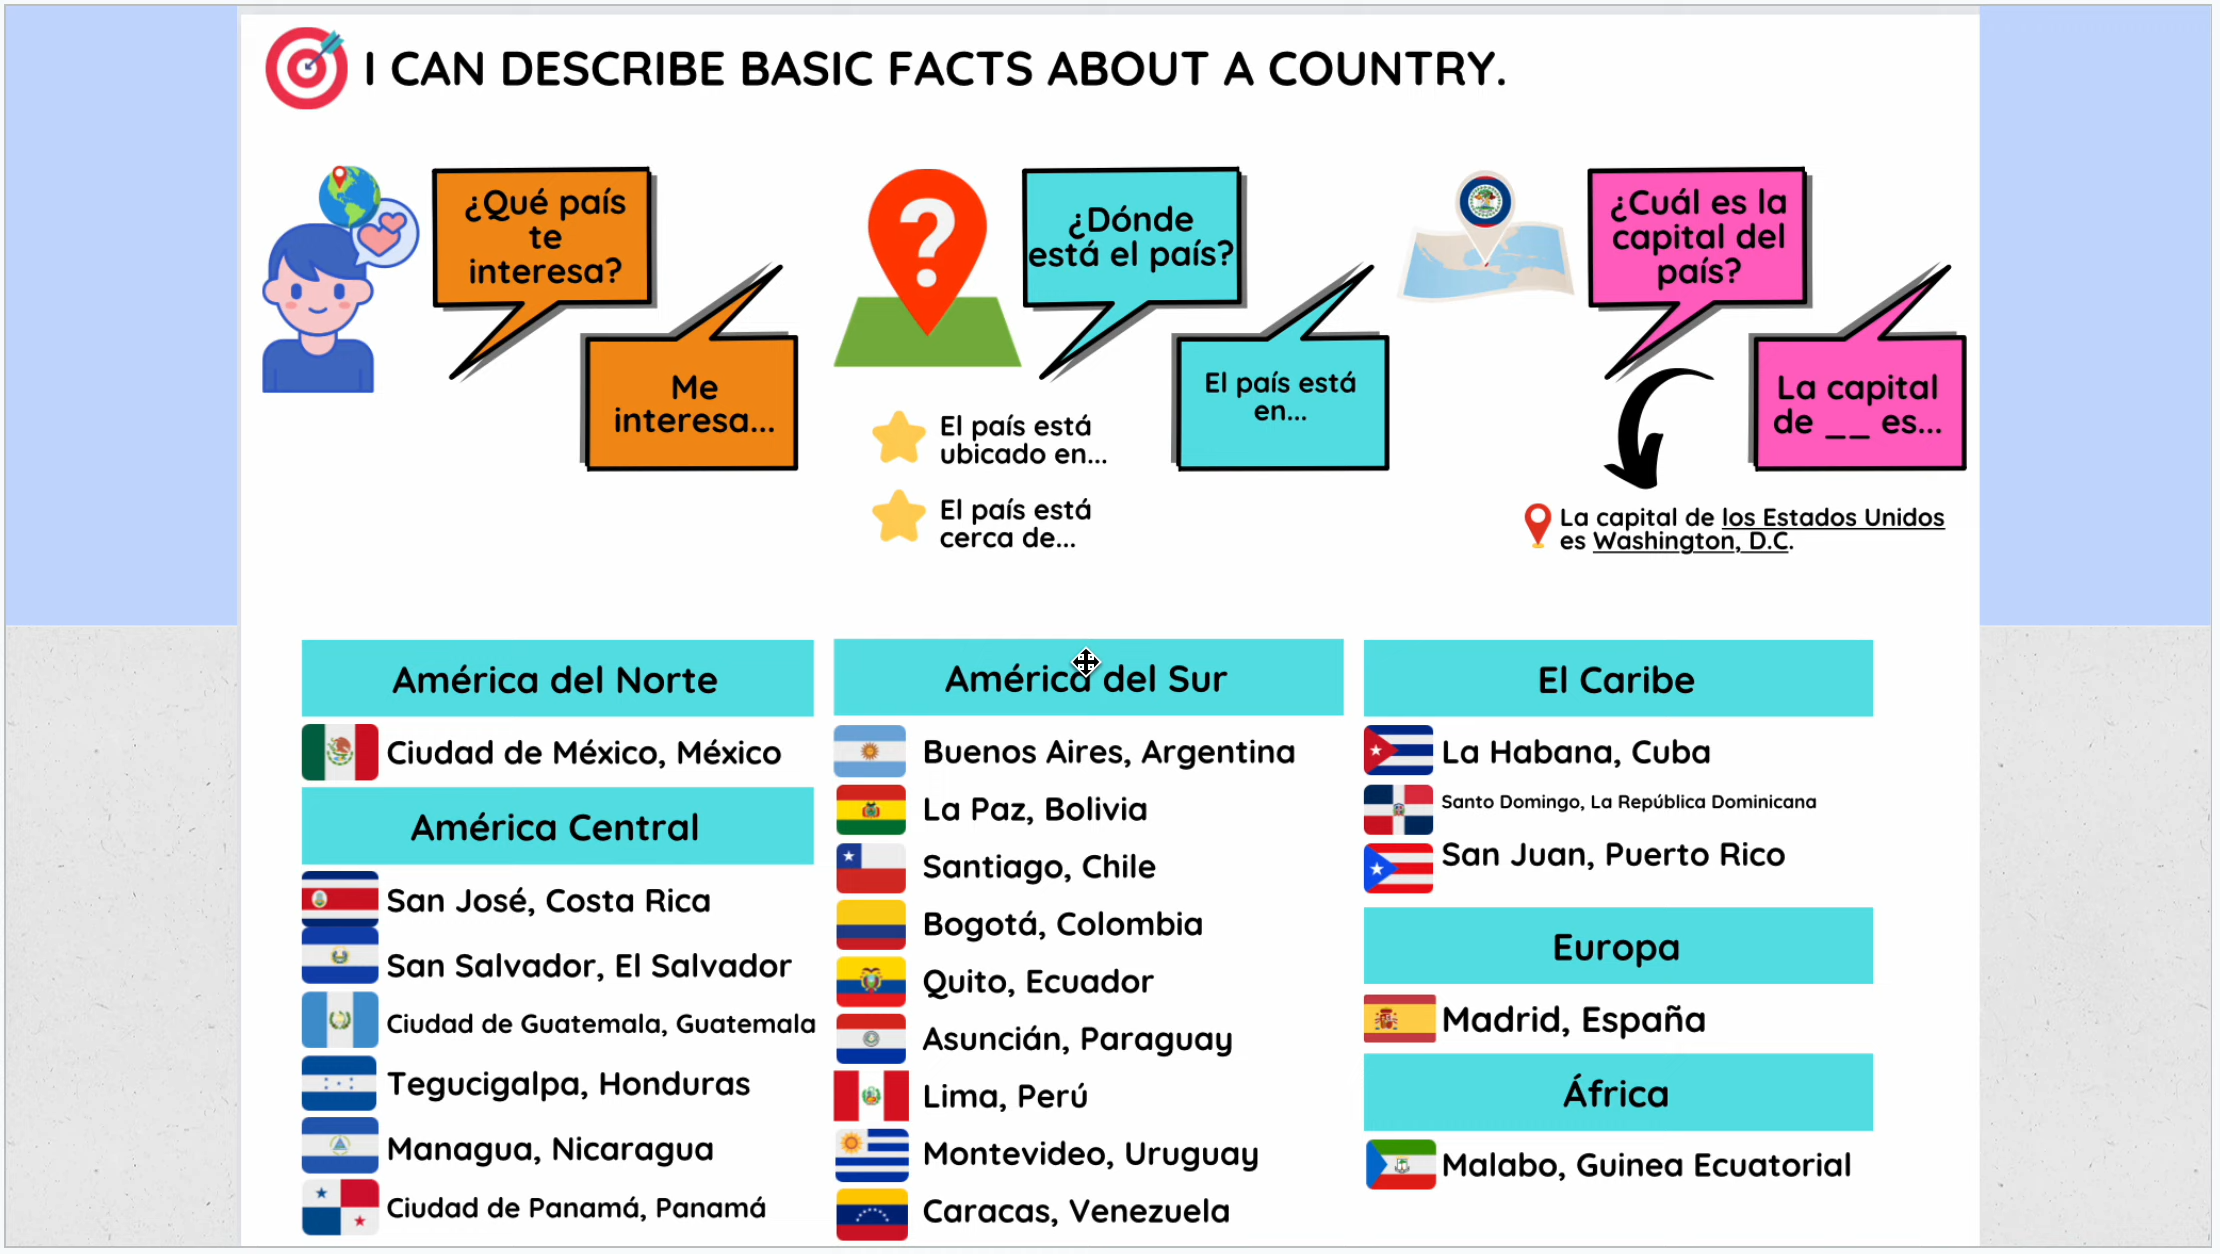 I CAN DESCRIBE BASIC FACTS ABOUT A COUNTRY.
¿Qué país
te
interesa?
Me
interesa...
¿Dónde
está el país?
El país está
en...
El país está
ubicado en...
El país está
cerca de...
¿Cuál es la
capital del
país?
La capital
de __ es...
La capital de los Estados Unidos
es Washington, D.C.
América del Norte
Ciudad de México, México
América Central
San José, Costa Rica
San Salvador, El Salvador
Ciudad de Guatemala, Guatemala
Tegucigalpa, Honduras
Managua, Nicaragua
Ciudad de Panamá, Panamá
América del Sur
Buenos Aires, Argentina
La Paz, Bolivia
Santiago, Chile
Bogotá, Colombia
Quito, Ecuador
Asuncián, Paraguay
Lima, Perú
Montevideo, Uruguay
Caracas, Venezuela
El Caribe
La Habana, Cuba
Santo Domingo, La República Dominicana
San Juan, Puerto Rico
Europa
Madrid, España
África
Malabo, Guinea Ecuatorial